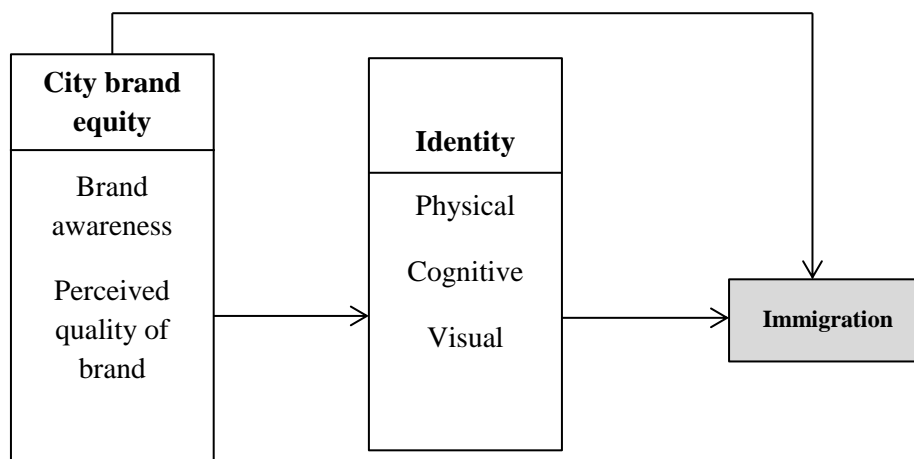 City brand
equity
Brand
awareness
Perceived
quality of
brand
Identity
Physical
Cognitive
Visual
Immigration